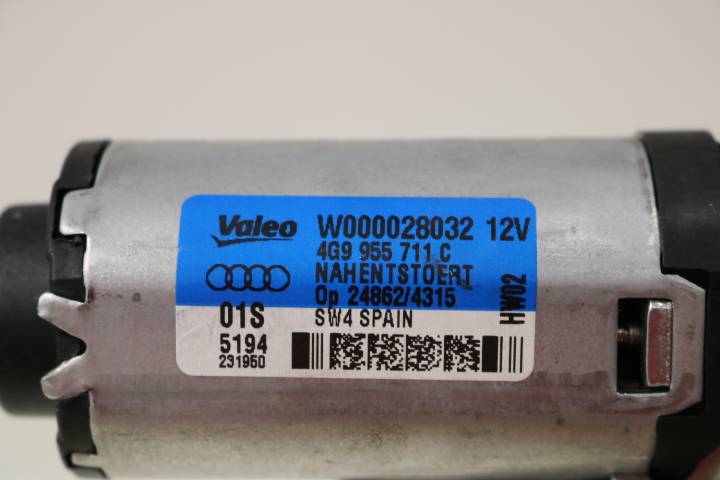 Valeo W000028032 12V
4G9 955 711 C
NAHENTSTOERT
Op 24862/4315
01S SW4 SPAIN
5194
231950
HW02